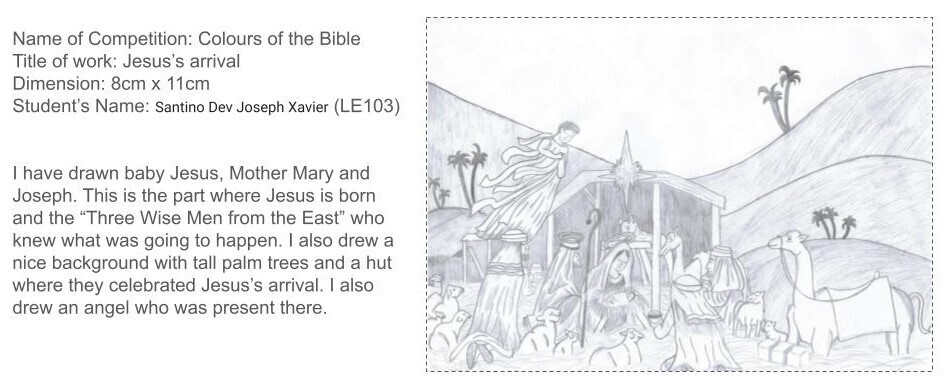 Name of Competition: Colours of the Bible
Title of work: Jesus’s arrival
Dimension: 8cm x 11cm
Student’s Name: Santino Dev Joseph Xavier (LE103)
I have drawn baby Jesus, Mother Mary and
Joseph. This is the part where Jesus is born
and the “Three Wise Men from the East” who
knew what was going to happen. I also drew a
nice background with tall palm trees and a hut
where they celebrated Jesus’s arrival. I also
drew an angel who was present there.